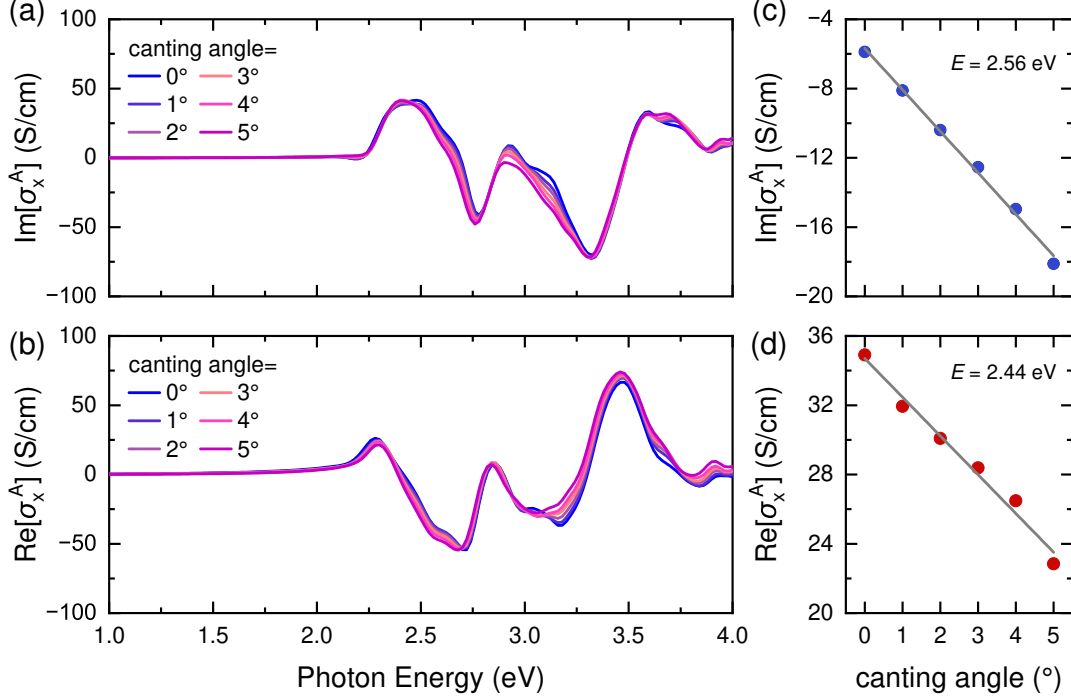 (a)
100
50
0
−50
−100
Im[σₓᴬ] (S/cm)
canting angle=
0° 3°
1° 4°
2° 5°
(c)
−4
−8
−12
−16
−20
Im[σₓᴬ] (S/cm)
E = 2.56 eV
(b)
100
50
0
−50
−100
Re[σₓᴬ] (S/cm)
canting angle=
0° 3°
1° 4°
2° 5°
1.0 1.5 2.0 2.5 3.0 3.5 4.0
Photon Energy (eV)
(d)
36
32
28
24
20
Re[σₓᴬ] (S/cm)
E = 2.44 eV
0 1 2 3 4 5
canting angle (°)